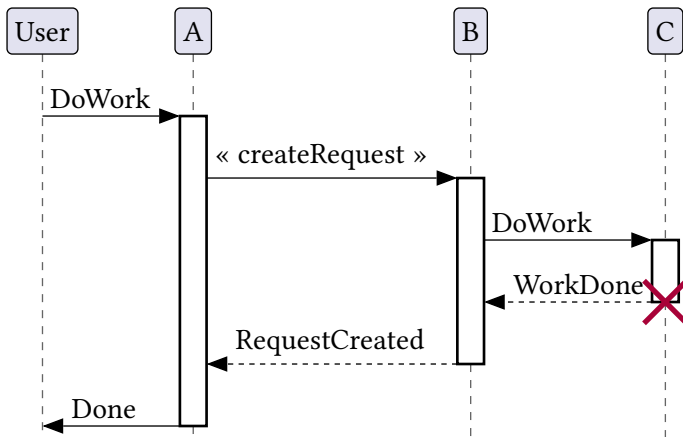 User
A
B
C
DoWork
« createRequest »
DoWork
WorkDone
RequestCreated
Done